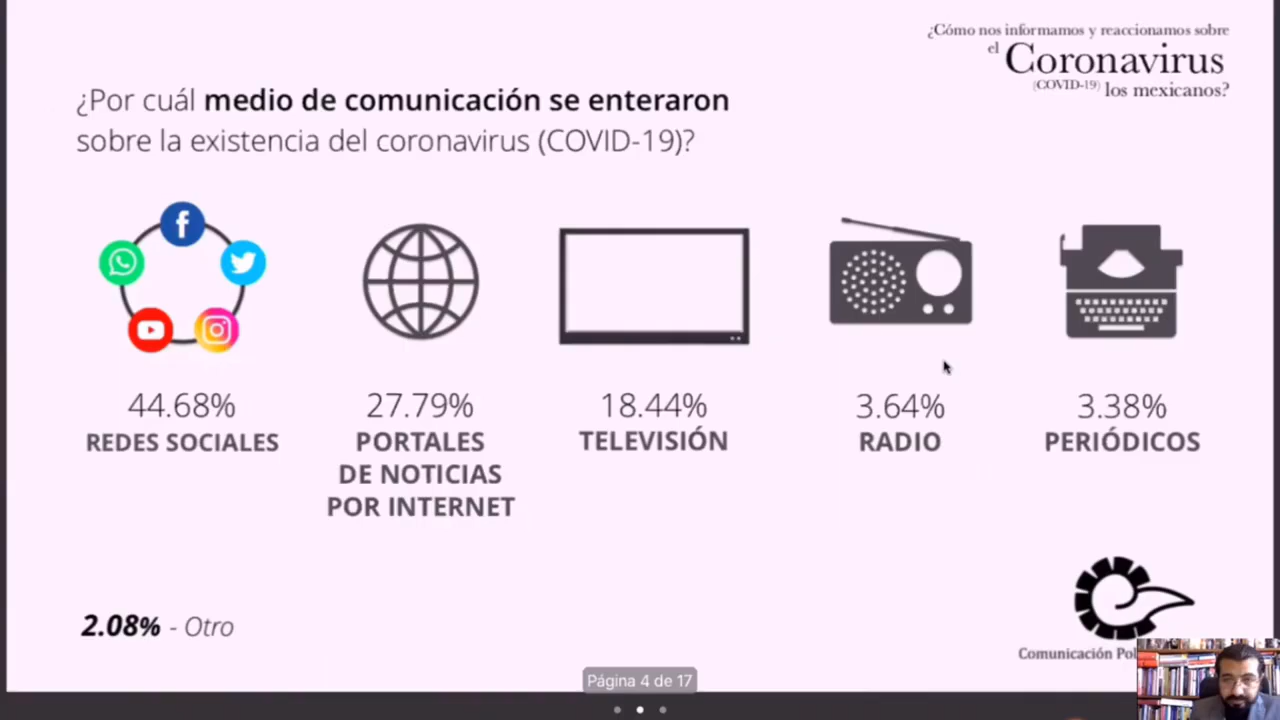 ¿Cómo nos informamos y reaccionamos sobre
el Coronavirus
(COVID-19) los mexicanos?
¿Por cuál medio de comunicación se enteraron
sobre la existencia del coronavirus (COVID-19)?
44.68%
REDES SOCIALES
27.79%
PORTALES
DE NOTICIAS
POR INTERNET
18.44%
TELEVISIÓN
3.64%
RADIO
3.38%
PERIÓDICOS
2.08% - Otro
Comunicación
Página 4 de 17